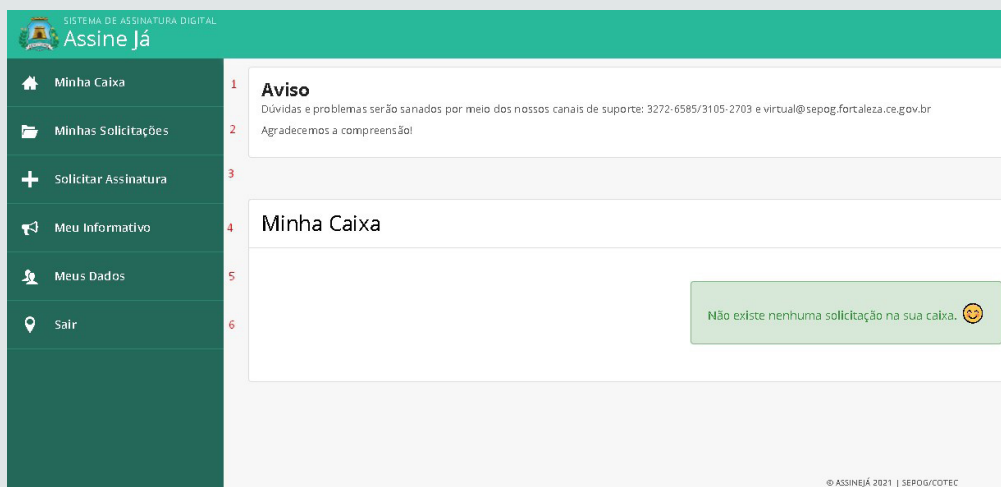 SISTEMA DE ASSINATURA DIGITAL
Assine Já
Minha Caixa
1
Minhas Solicitações
2
Solicitar Assinatura
3
Meu Informativo
4
Meus Dados
5
Sair
6
Aviso
Dúvidas e problemas serão sanados por meio dos nossos canais de suporte: 3272-6585/3105-2703 e virtual@sepog.fortaleza.ce.gov.br
Agradecemos a compreensão!
Minha Caixa
Não existe nenhuma solicitação na sua caixa.
© ASSINEJÁ 2021 | SEPOG/COTEC